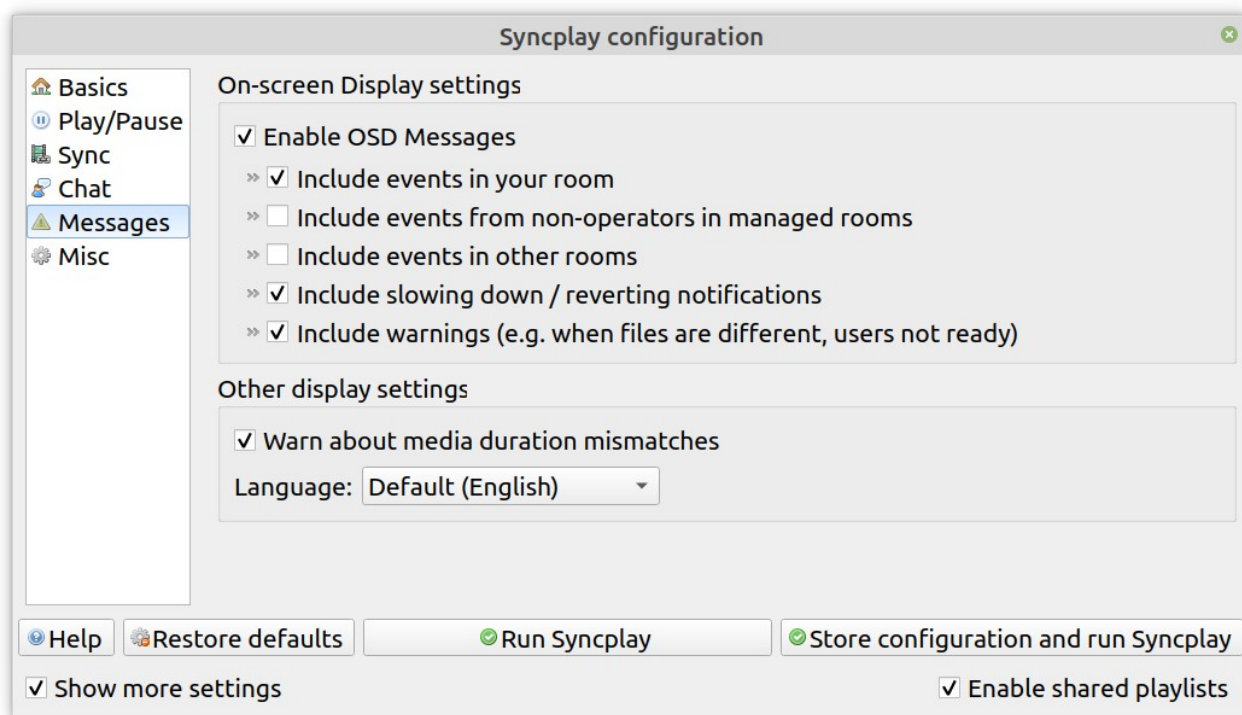 Syncplay configuration
Basics
Play/Pause
Sync
Chat
Messages
Misc
On-screen Display settings
Enable OSD Messages
Include events in your room
Include events from non-operators in managed rooms
Include events in other rooms
Include slowing down / reverting notifications
Include warnings (e.g. when files are different, users not ready)
Other display settings
Warn about media duration mismatches
Language: Default (English)
Help Restore defaults Run Syncplay Store configuration and run Syncplay
Show more settings Enable shared playlists